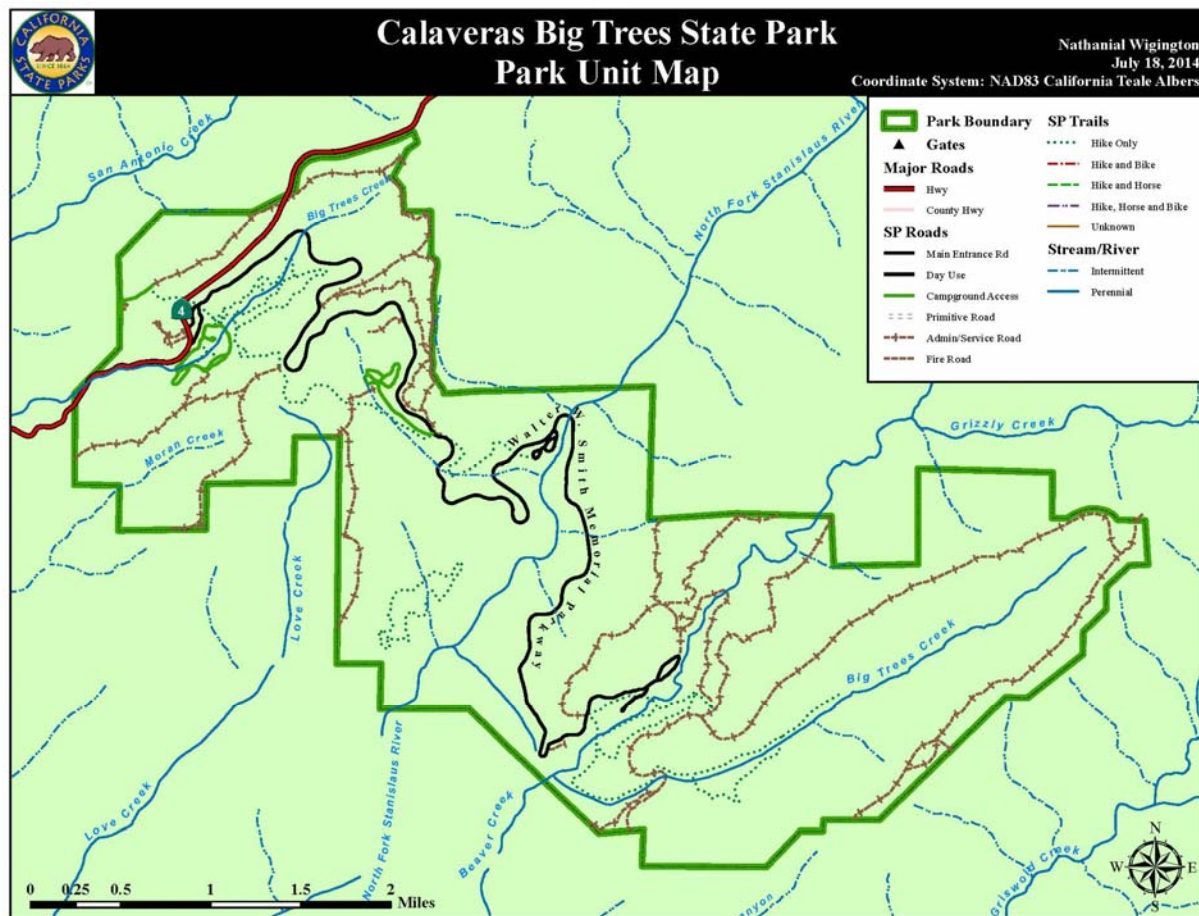 CALIFORNIA
STATE PARKS
SINCE 1864
Calaveras Big Trees State Park
Park Unit Map
Nathanial Wigington
July 18, 2014
Coordinate System: NAD83 California Teale Albers
Park Boundary
Gates
Major Roads
Hwy
County Hwy
SP Roads
Main Entrance Rd
Day Use
Campground Access
Primitive Road
Admin/Service Road
Fire Road
SP Trails
Hike Only
Hike and Bike
Hike and Horse
Hike, Horse and Bike
Unknown
Stream/River
Intermittent
Perennial
San Antonio Creek
Big Trees Creek
North Fork Stanislaus River
4
Moran Creek
Walter W. Smith Memorial Parkway
Grizzly Creek
Love Creek
Big Trees Creek
Love Creek
North Fork Stanislaus River
Beaver Creek
Griswold Creek
anyon
N
W E
S
0 0.25 0.5 1 1.5 2
Miles